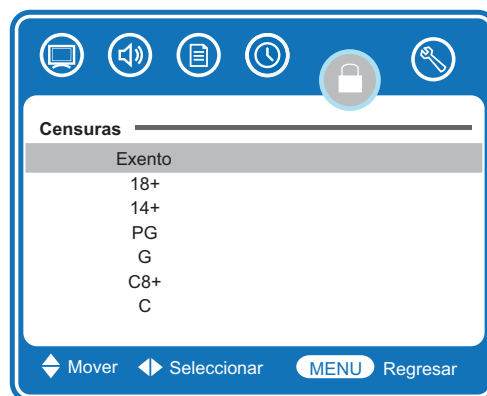 Censuras
Exento
18+
14+
PG
G
C8+
C
Mover Seleccionar MENU Regresar